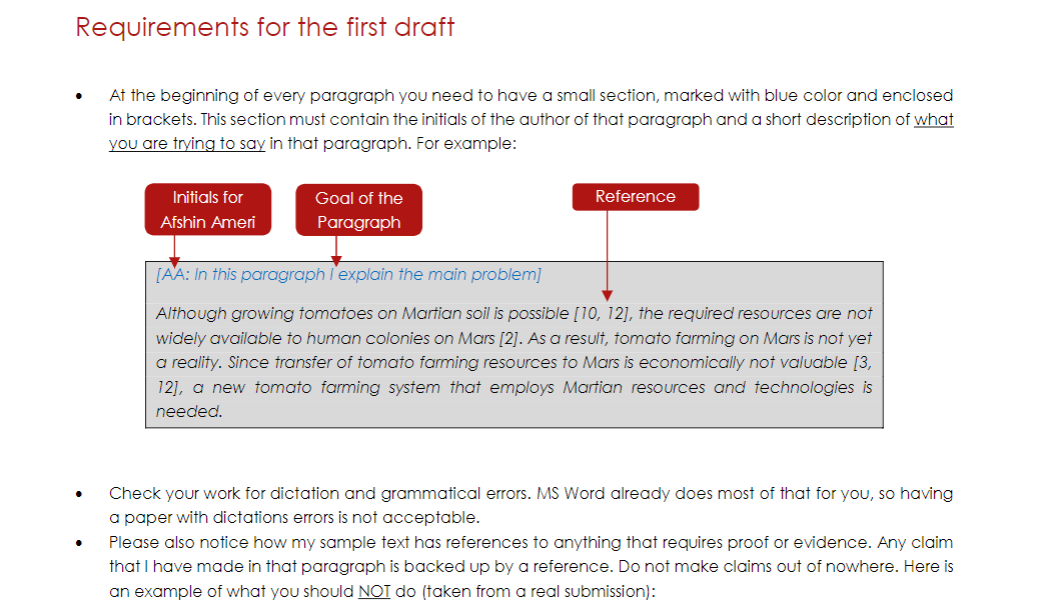 Requirements for the first draft
• At the beginning of every paragraph you need to have a small section, marked with blue color and enclosed
in brackets. This section must contain the initials of the author of that paragraph and a short description of what
you are trying to say in that paragraph. For example:
Initials for
Afshin Ameri
Goal of the
Paragraph
Reference
[AA: In this paragraph I explain the main problem]
Although growing tomatoes on Martian soil is possible [10, 12], the required resources are not
widely available to human colonies on Mars [2]. As a result, tomato farming on Mars is not yet
a reality. Since transfer of tomato farming resources to Mars is economically not valuable [3,
12], a new tomato farming system that employs Martian resources and technologies is
needed.
• Check your work for dictation and grammatical errors. MS Word already does most of that for you, so having
a paper with dictations errors is not acceptable.
• Please also notice how my sample text has references to anything that requires proof or evidence. Any claim
that I have made in that paragraph is backed up by a reference. Do not make claims out of nowhere. Here is
an example of what you should NOT do (taken from a real submission):